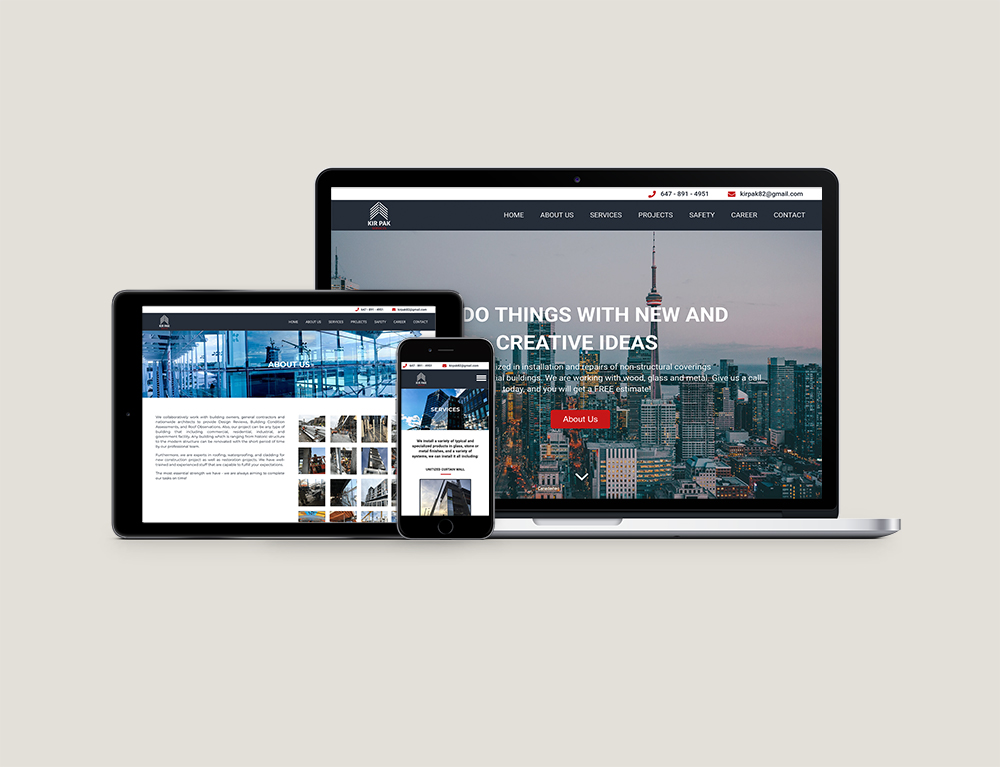 647 - 891 - 4951 kirpak82@gmail.com
KIR PAK
HOME ABOUT US SERVICES PROJECTS SAFETY CAREER CONTACT
DO THINGS WITH NEW AND
CREATIVE IDEAS
ized in installation and repairs of non-structural coverings
ial buildings. We are working with wood, glass and metal. Give us a call
today, and you will get a FREE estimate!
About Us
647 - 891 - 4951 kirpak82@gmail.com
KIR PAK
HOME ABOUT US SERVICES PROJECTS SAFETY CAREER CONTACT
ABOUT US
We collaboratively work with building owners, general contractors and
nationwide architects to provide Design Reviews, Building Condition
Assessments, and Roof Observations. Also, our project can be any type of
building that including commercial, residential, industrial, and
government facility. Any building which is ranging from historic structure
to the modern structure can be renovated with the short period of time
by our professional team.
Furthermore, we are experts in roofing, waterproofing, and cladding for
new construction project as well as restoration projects. We have well-
trained and experienced stuff that are capable to fulfill your expectations.
The most essential strength we have - we are always aiming to complete
our tasks on time!
647 - 891 - 4951 kirpak82@gmail.com
KIR PAK
SERVICES
We install a variety of typical and
specialized products in glass, stone or
metal finishes, and a variety of
systems, we can install it all including:
UNITIZED CURTAIN WALL